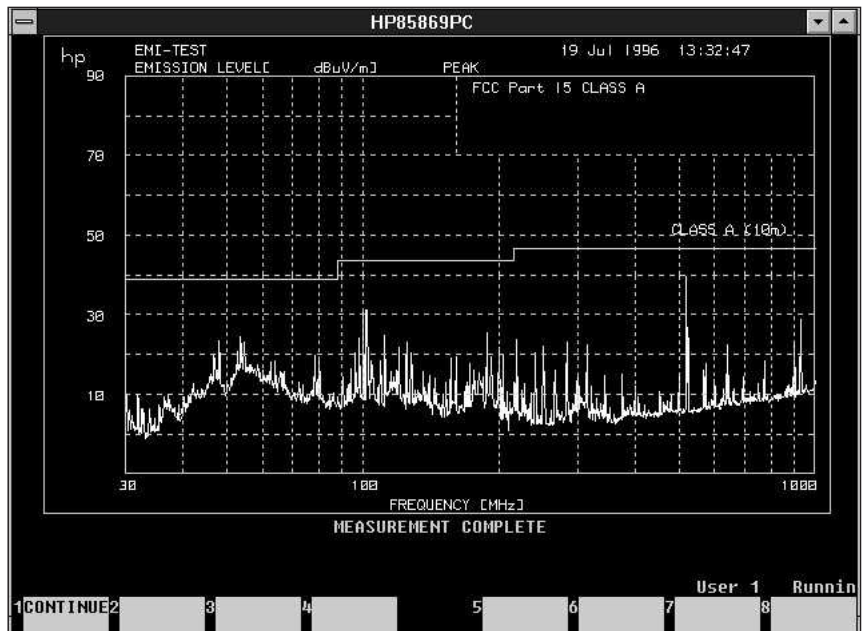 HP85869PC
hp
EMI-TEST
19 Jul 1996 13:32:47
EMISSION LEVEL[ dBuV/m] PEAK
90
FCC Part 15 CLASS A
70
50
CLASS A (10m)
30
10
30
100
1000
FREQUENCY [MHz]
MEASUREMENT COMPLETE
User 1 Runnin
1CONTINUE2 3 4 5 6 7 8